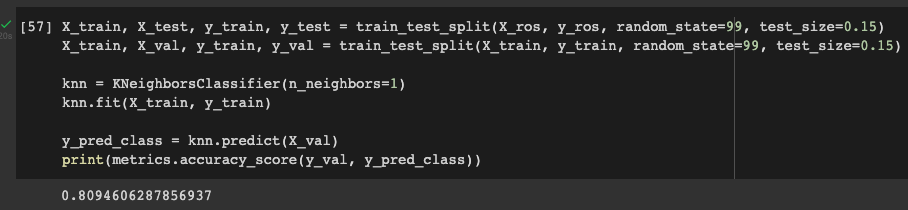 [57] X_train, X_test, y_train, y_test = train_test_split(X_ros, y_ros, random_state=99, test_size=0.15)
X_train, X_val, y_train, y_val = train_test_split(X_train, y_train, random_state=99, test_size=0.15)
knn = KNeighborsClassifier(n_neighbors=1)
knn.fit(X_train, y_train)
y_pred_class = knn.predict(X_val)
print(metrics.accuracy_score(y_val, y_pred_class))
0.8094606287856937